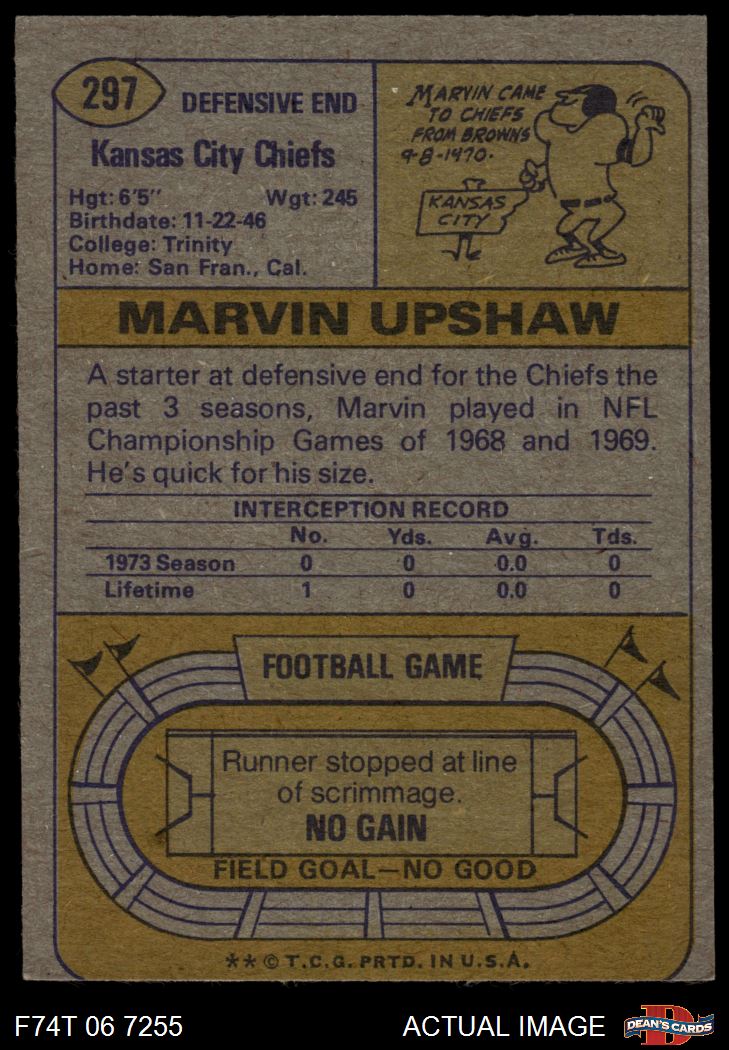 297
DEFENSIVE END
Kansas City Chiefs
Hgt: 6'5" Wgt: 245
Birthdate: 11-22-46
College: Trinity
Home: San Fran., Cal.
MARVIN CAME
TO CHIEFS
FROM BROWNS
9-8-1970.
KANSAS
CITY
MARVIN UPSHAW
A starter at defensive end for the Chiefs the
past 3 seasons, Marvin played in NFL
Championship Games of 1968 and 1969.
He's quick for his size.
INTERCEPTION RECORD
No. Yds. Avg. Tds.
1973 Season 0 0 0.0 0
Lifetime 1 0 0.0 0
FOOTBALL GAME
Runner stopped at line
of scrimmage.
NO GAIN
FIELD GOAL—NO GOOD
** © T.C.G. PRTD. IN U.S.A.
F74T 06 7255 ACTUAL IMAGE
D
DEAN'S CARDS